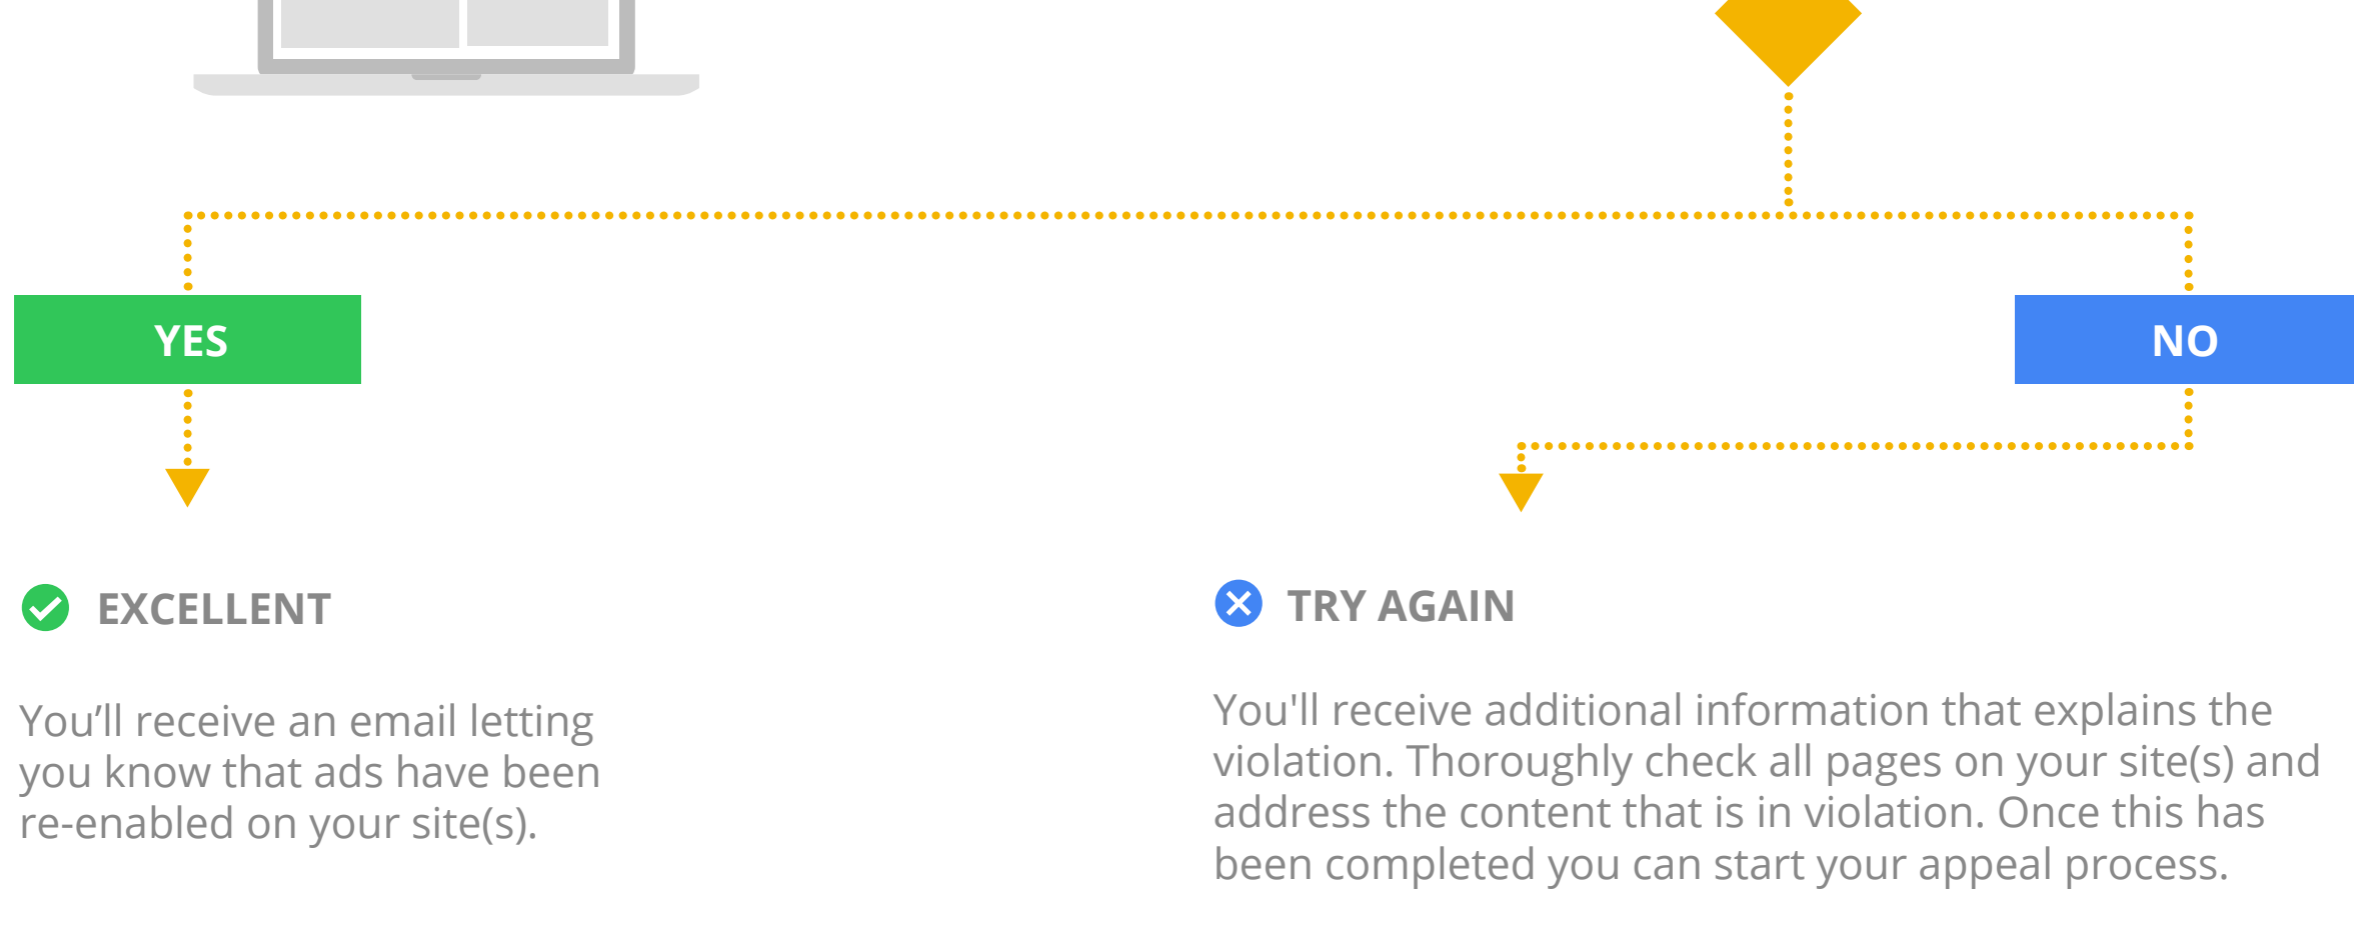 YES
NO
EXCELLENT
You’ll receive an email letting
you know that ads have been
re-enabled on your site(s).
TRY AGAIN
You'll receive additional information that explains the
violation. Thoroughly check all pages on your site(s) and
address the content that is in violation. Once this has
been completed you can start your appeal process.